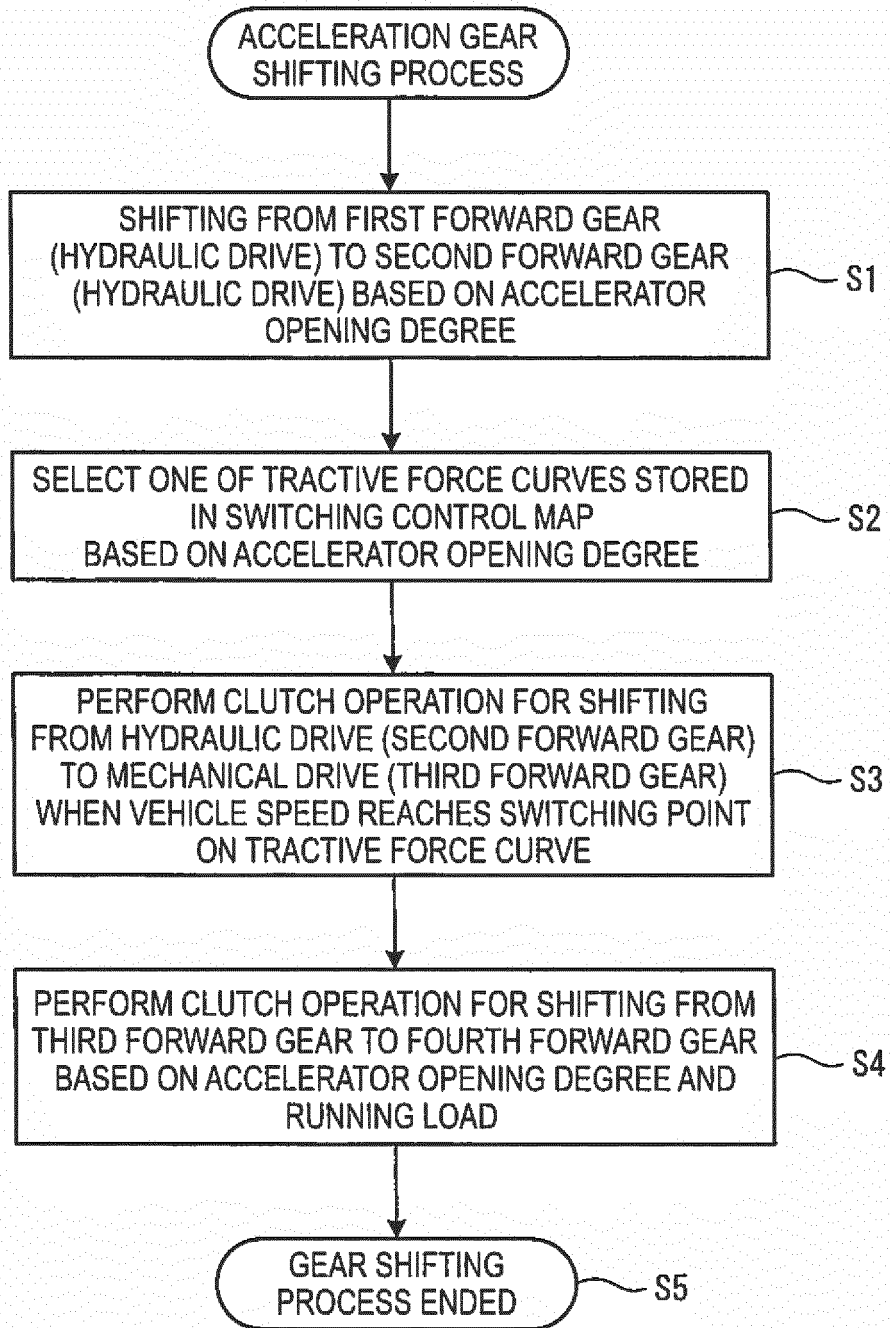 ACCELERATION GEAR
SHIFTING PROCESS
SHIFTING FROM FIRST FORWARD GEAR
(HYDRAULIC DRIVE) TO SECOND FORWARD GEAR
(HYDRAULIC DRIVE) BASED ON ACCELERATOR
OPENING DEGREE
S1
SELECT ONE OF TRACTIVE FORCE CURVES STORED
IN SWITCHING CONTROL MAP
BASED ON ACCELERATOR OPENING DEGREE
S2
PERFORM CLUTCH OPERATION FOR SHIFTING
FROM HYDRAULIC DRIVE (SECOND FORWARD GEAR)
TO MECHANICAL DRIVE (THIRD FORWARD GEAR)
WHEN VEHICLE SPEED REACHES SWITCHING POINT
ON TRACTIVE FORCE CURVE
S3
PERFORM CLUTCH OPERATION FOR SHIFTING FROM
THIRD FORWARD GEAR TO FOURTH FORWARD GEAR
BASED ON ACCELERATOR OPENING DEGREE AND
RUNNING LOAD
S4
GEAR SHIFTING
PROCESS ENDED
S5